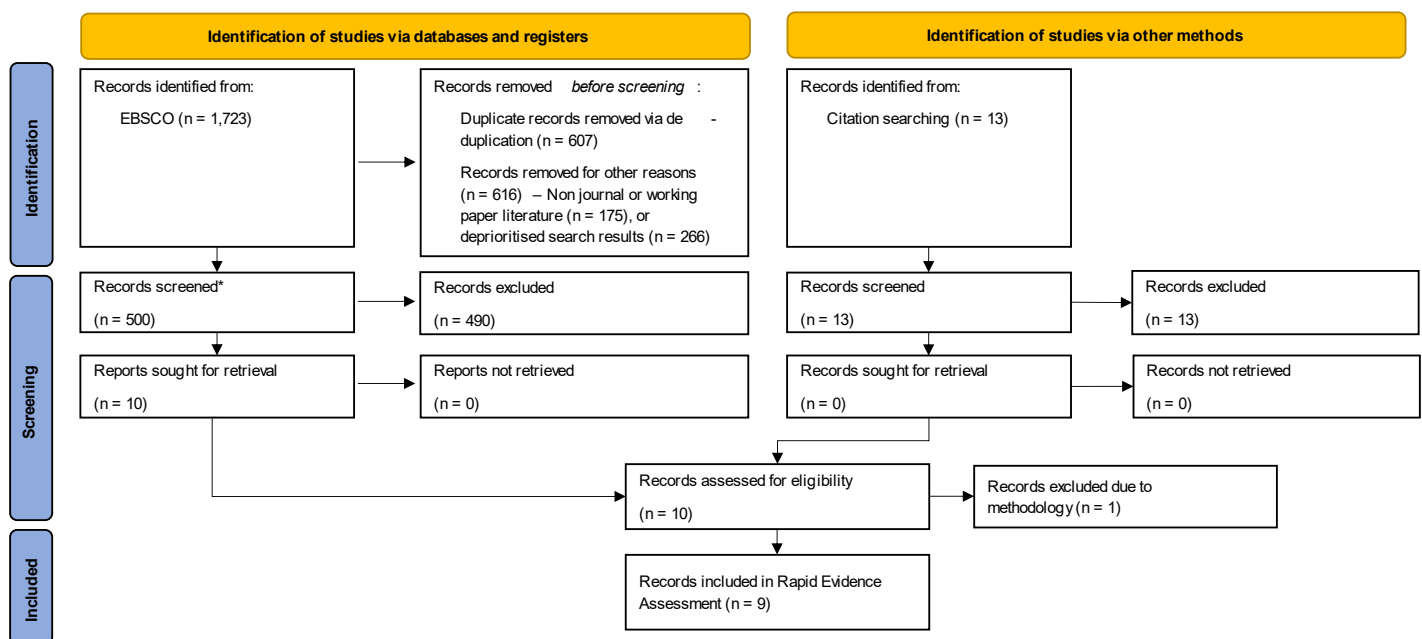 Identification of studies via databases and registers
Identification of studies via other methods
Identification
Records identified from:
EBSCO (n = 1,723)
Records removed before screening :
Duplicate records removed via de -
duplication (n = 607)
Records removed for other reasons
(n = 616) – Non journal or working
paper literature (n = 175), or
deprioritised search results (n = 266)
Records identified from:
Citation searching (n = 13)
Screening
Records screened*
(n = 500)
Records excluded
(n = 490)
Records screened
(n = 13)
Records excluded
(n = 13)
Reports sought for retrieval
(n = 10)
Reports not retrieved
(n = 0)
Records sought for retrieval
(n = 0)
Records not retrieved
(n = 0)
Records assessed for eligibility
(n = 10)
Records excluded due to
methodology (n = 1)
Included
Records included in Rapid Evidence
Assessment (n = 9)